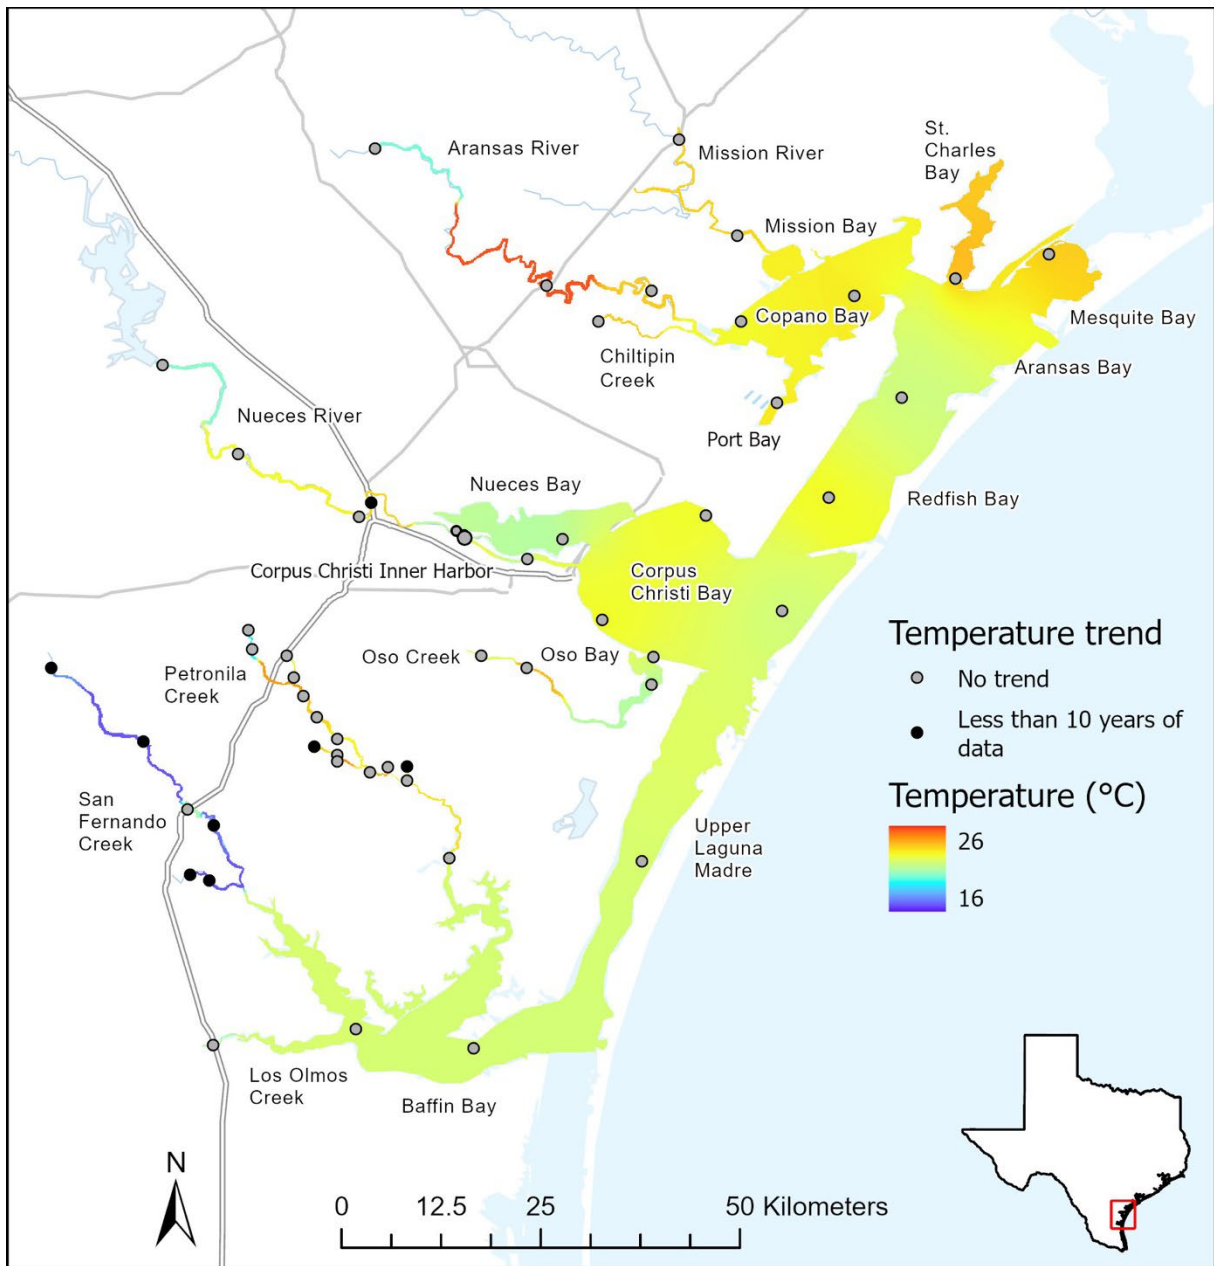 St.
Charles
Bay
Aransas River
Mission River
Mission Bay
Copano Bay
Mesquite Bay
Aransas Bay
Chiltipin
Creek
Nueces River
Port Bay
Nueces Bay
Redfish Bay
Corpus Christi Inner Harbor
Corpus
Christi Bay
Oso Creek
Oso Bay
Petronila
Creek
San
Fernando
Creek
Upper
Laguna
Madre
Los Olmos
Creek
Baffin Bay
Temperature trend
No trend
Less than 10 years of
data
Temperature (°C)
26
16
N
0 12.5 25 50 Kilometers